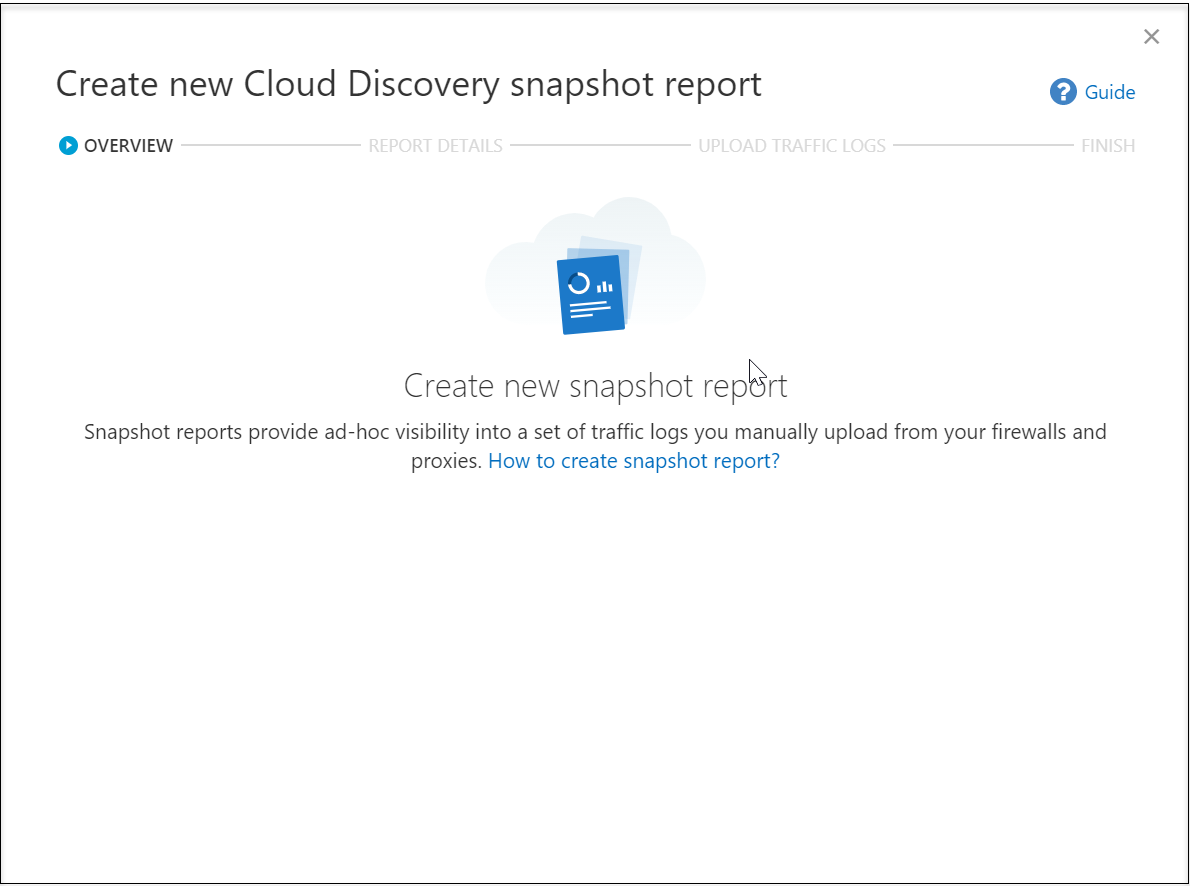 Create new Cloud Discovery snapshot report
? Guide
OVERVIEW REPORT DETAILS UPLOAD TRAFFIC LOGS FINISH
Create new snapshot report
Snapshot reports provide ad-hoc visibility into a set of traffic logs you manually upload from your firewalls and
proxies. How to create snapshot report?